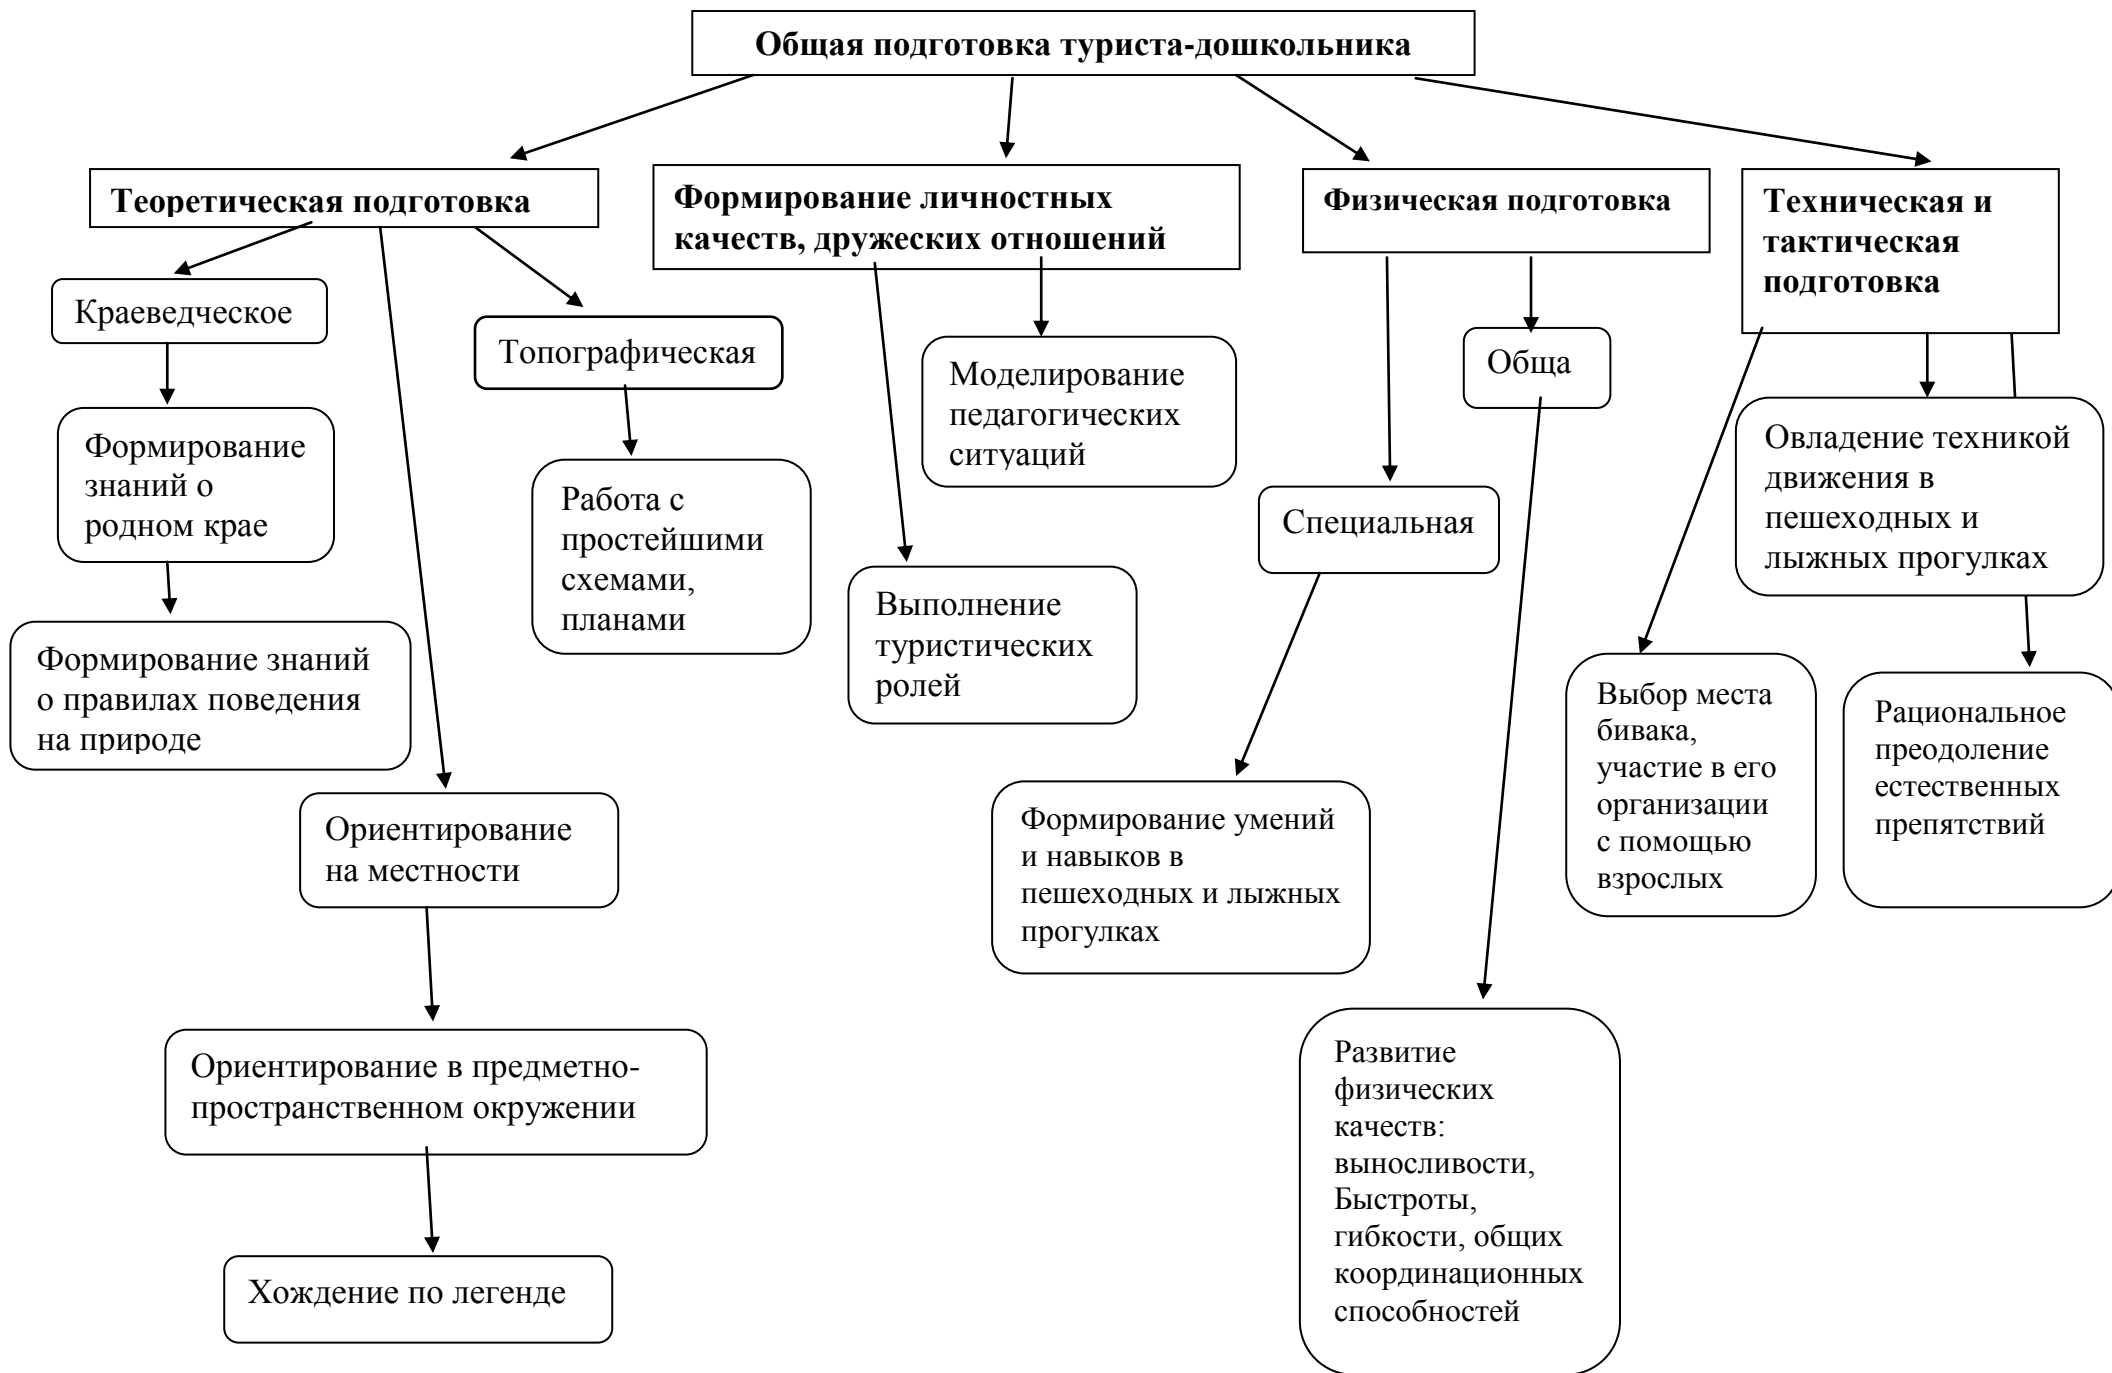 Общая подготовка туриста-дошкольника
Теоретическая подготовка
Формирование личностных
качеств, дружеских отношений
Физическая подготовка
Техническая и
тактическая
подготовка
Краеведческое
Топографическая
Моделирование
педагогических
ситуаций
Обща
Формирование
знаний о
родном крае
Работа с
простейшими
схемами,
планами
Специальная
Овладение техникой
движения в
пешеходных и
лыжных прогулках
Формирование знаний
о правилах поведения
на природе
Выполнение
туристических
ролей
Выбор места
бивака,
участие в его
организации
с помощью
взрослых
Рациональное
преодоление
естественных
препятствий
Ориентирование
на местности
Формирование умений
и навыков в
пешеходных и лыжных
прогулках
Ориентирование в предметно-
пространственном окружении
Развитие
физических
качеств:
выносливости,
Быстроты,
гибкости, общих
координационных
способностей
Хождение по легенде